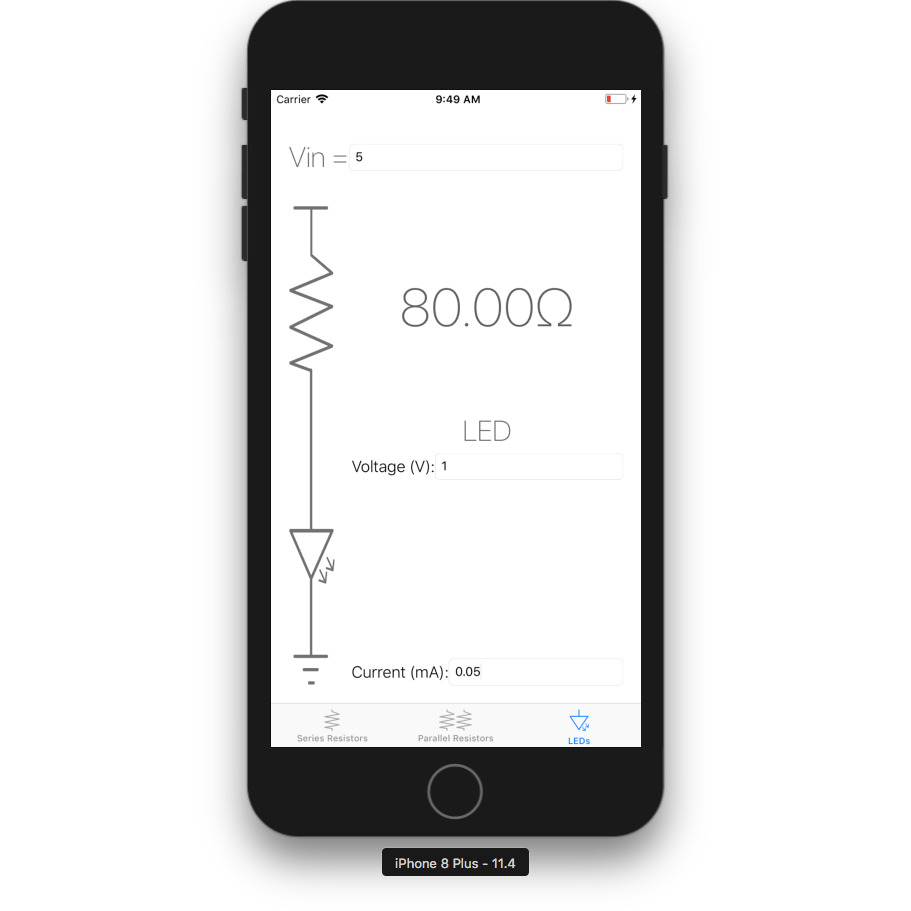 Carrier 9:49 AM
Vin = 5
80.00Ω
LED
Voltage (V): 1
Current (mA): 0.05
Series Resistors Parallel Resistors LEDs
iPhone 8 Plus - 11.4